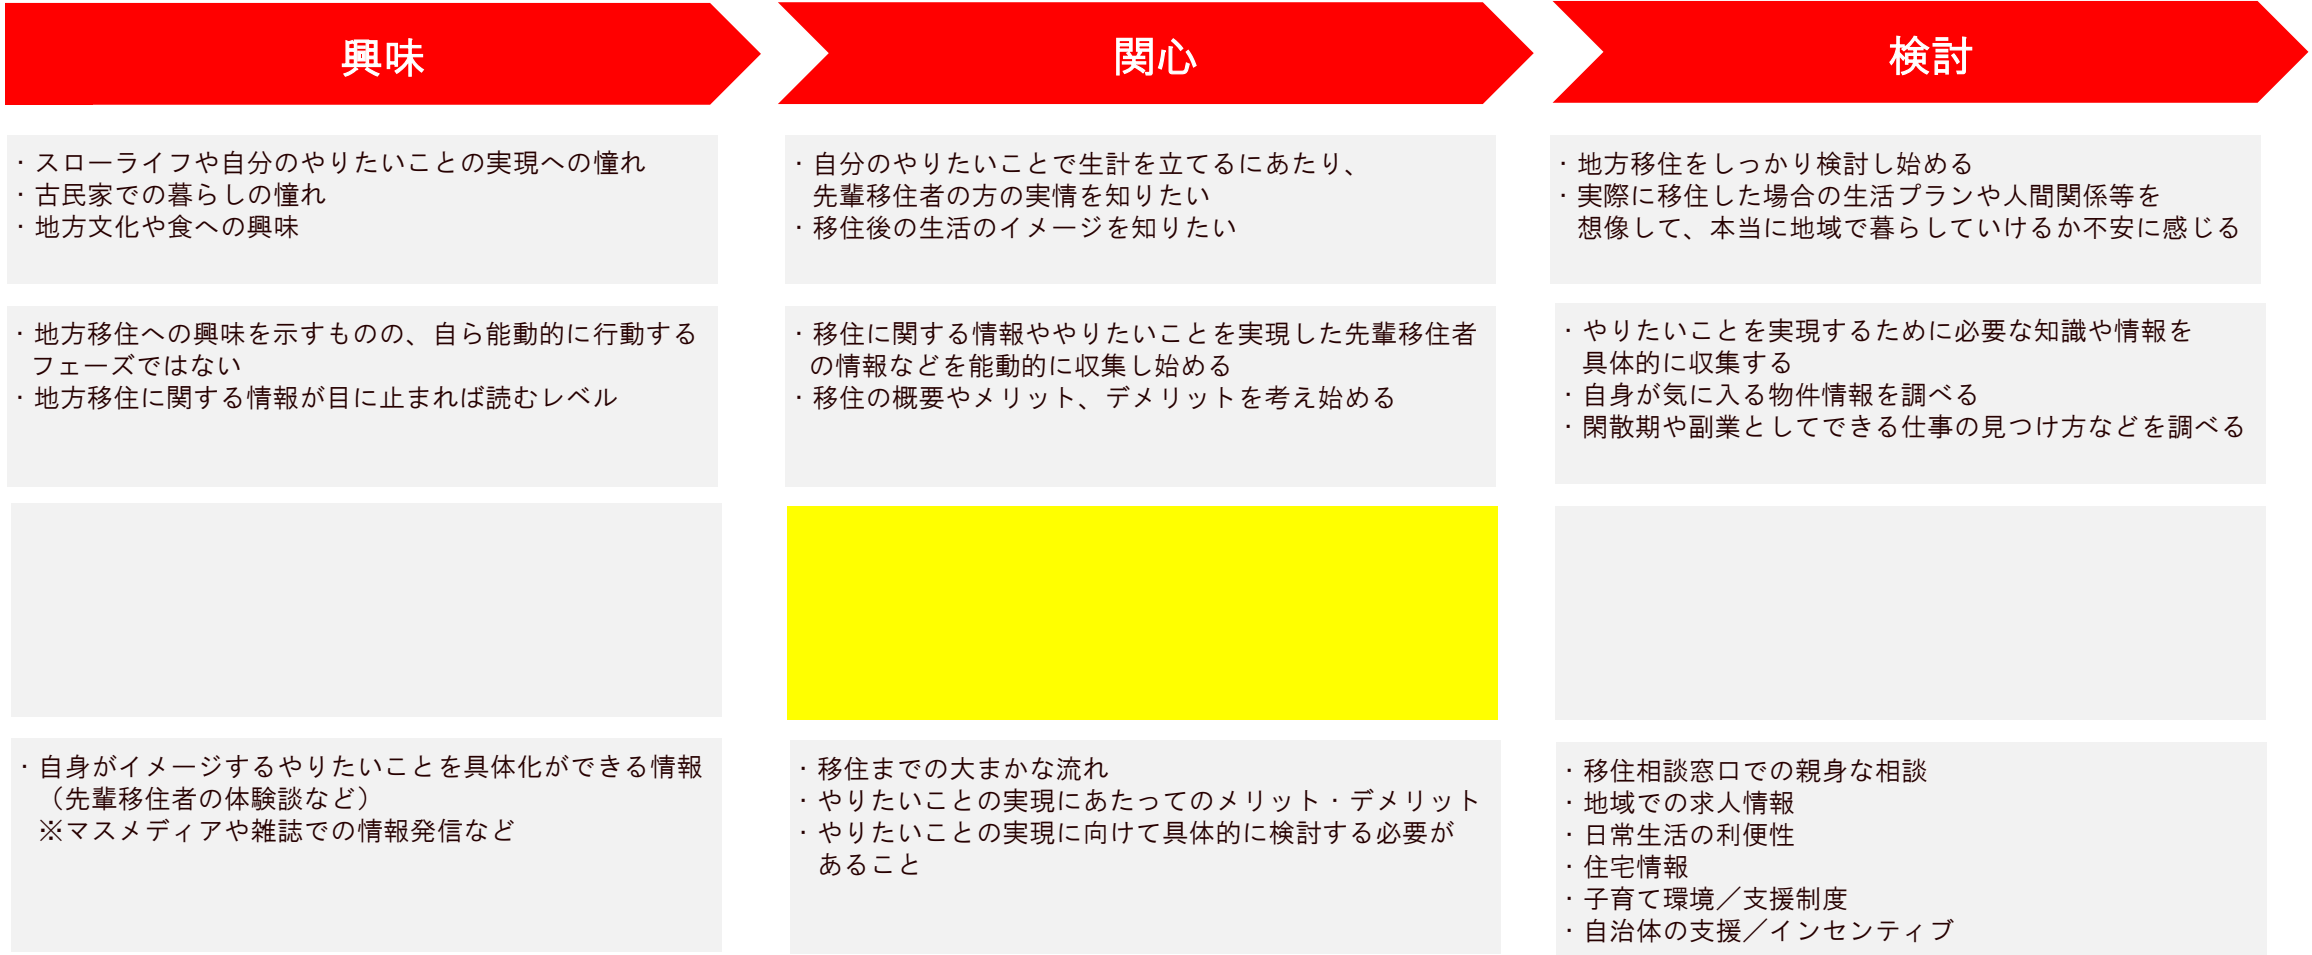 興味
関心
検討
・スローライフや自分のやりたいことの実現への憧れ
・古民家での暮らしの憧れ
・地方文化や食への興味
・自分のやりたいことで生計を立てるにあたり、
先輩移住者の方の実情を知りたい
・移住後の生活のイメージを知りたい
・地方移住をしっかり検討し始める
・実際に移住した場合の生活プランや人間関係等を
想像して、本当に地域で暮らしていけるか不安に感じる
・地方移住への興味を示すものの、自ら能動的に行動する
フェーズではない
・地方移住に関する情報が目に止まれば読むレベル
・移住に関する情報ややりたいことを実現した先輩移住者
の情報などを能動的に収集し始める
・移住の概要やメリット、デメリットを考え始める
・やりたいことを実現するために必要な知識や情報を
具体的に収集する
・自身が気に入る物件情報を調べる
・閑散期や副業としてできる仕事の見つけ方などを調べる
・自身がイメージするやりたいことを具体化ができる情報
（先輩移住者の体験談など）
※マスメディアや雑誌での情報発信など
・移住までの大まかな流れ
・やりたいことの実現にあたってのメリット・デメリット
・やりたいことの実現に向けて具体的に検討する必要が
あること
・移住相談窓口での親身な相談
・地域での求人情報
・日常生活の利便性
・住宅情報
・子育て環境／支援制度
・自治体の支援／インセンティブ